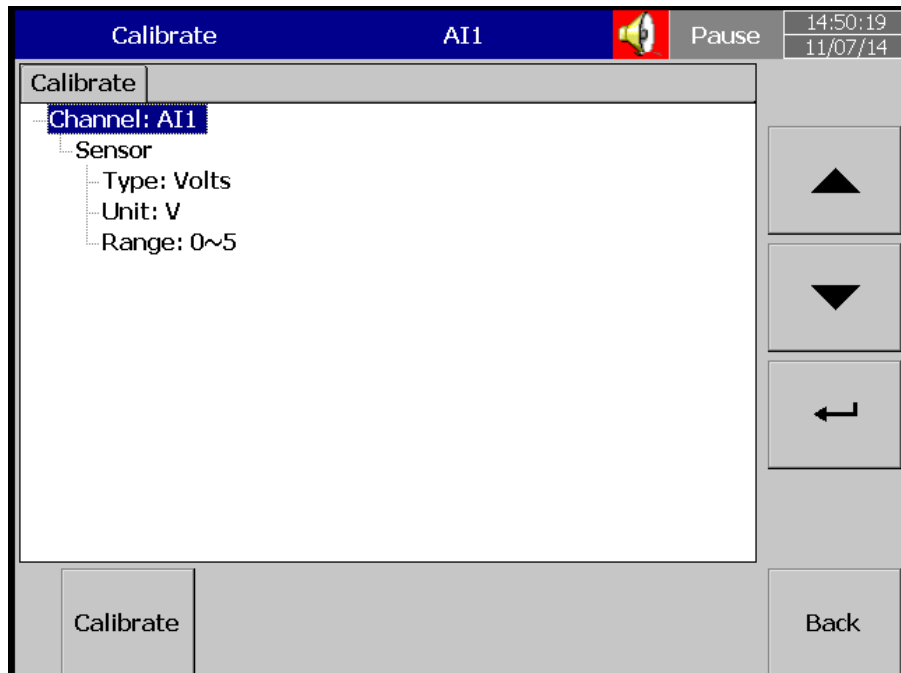 Calibrate AI1 Pause 14:50:19
11/07/14
Calibrate
Channel: AI1
Sensor
Type: Volts
Unit: V
Range: 0~5
Calibrate Back